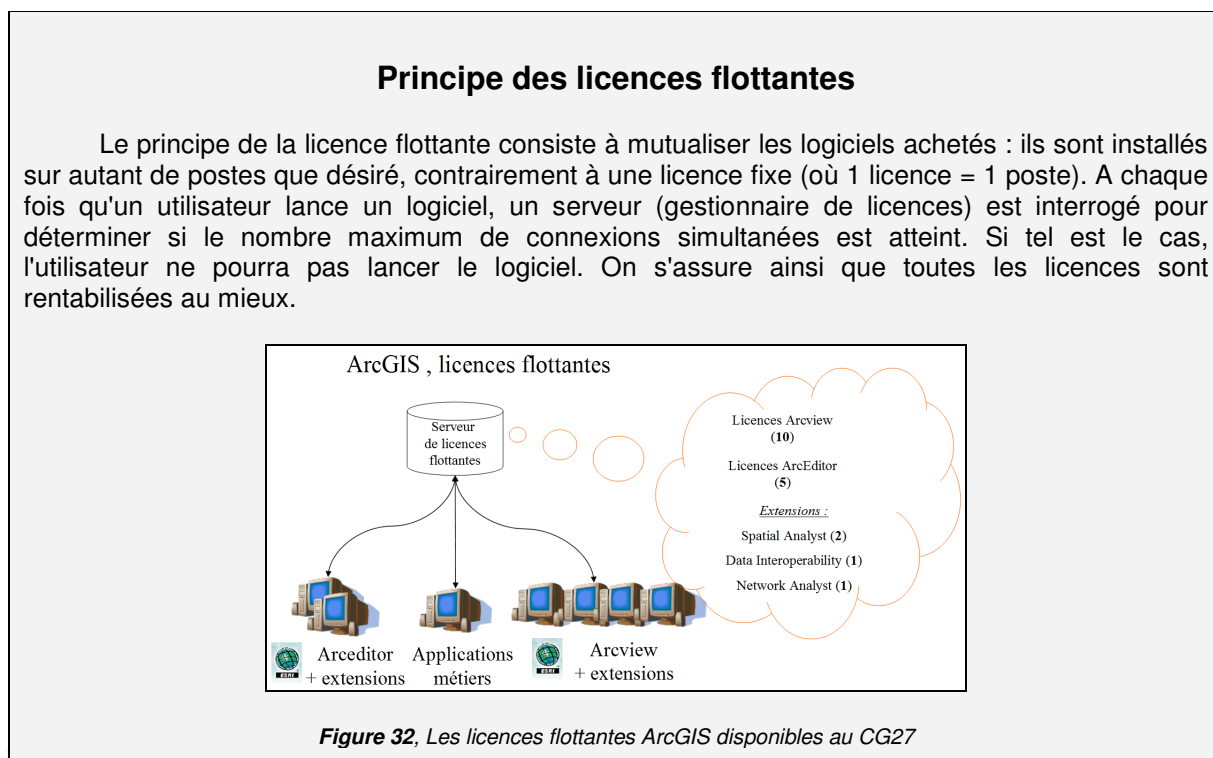 Principe des licences flottantes
Le principe de la licence flottante consiste à mutualiser les logiciels achetés : ils sont installés
sur autant de postes que désiré, contrairement à une licence fixe (où 1 licence = 1 poste). A chaque
fois qu'un utilisateur lance un logiciel, un serveur (gestionnaire de licences) est interrogé pour
déterminer si le nombre maximum de connexions simultanées est atteint. Si tel est le cas,
l'utilisateur ne pourra pas lancer le logiciel. On s'assure ainsi que toutes les licences sont
rentabilisées au mieux.
ArcGIS , licences flottantes
Serveur
de licences
flottantes
Licences Arcview
(10)
Licences ArcEditor
(5)
Extensions :
Spatial Analyst (2)
Data Interoperability (1)
Network Analyst (1)
ESRI
Arceditor
+ extensions
Applications
métiers
ESRI
Arcview
+ extensions
Figure 32, Les licences flottantes ArcGIS disponibles au CG27